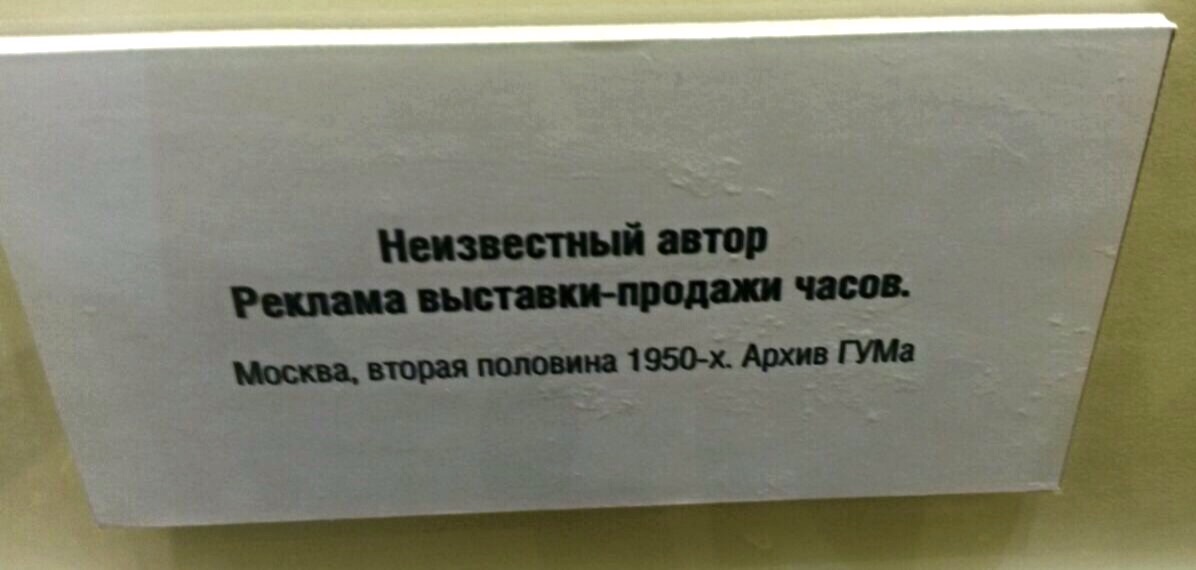 Неизвестный автор
Реклама выставки-продажи часов.
Москва, вторая половина 1950-х. Архив ГУМа